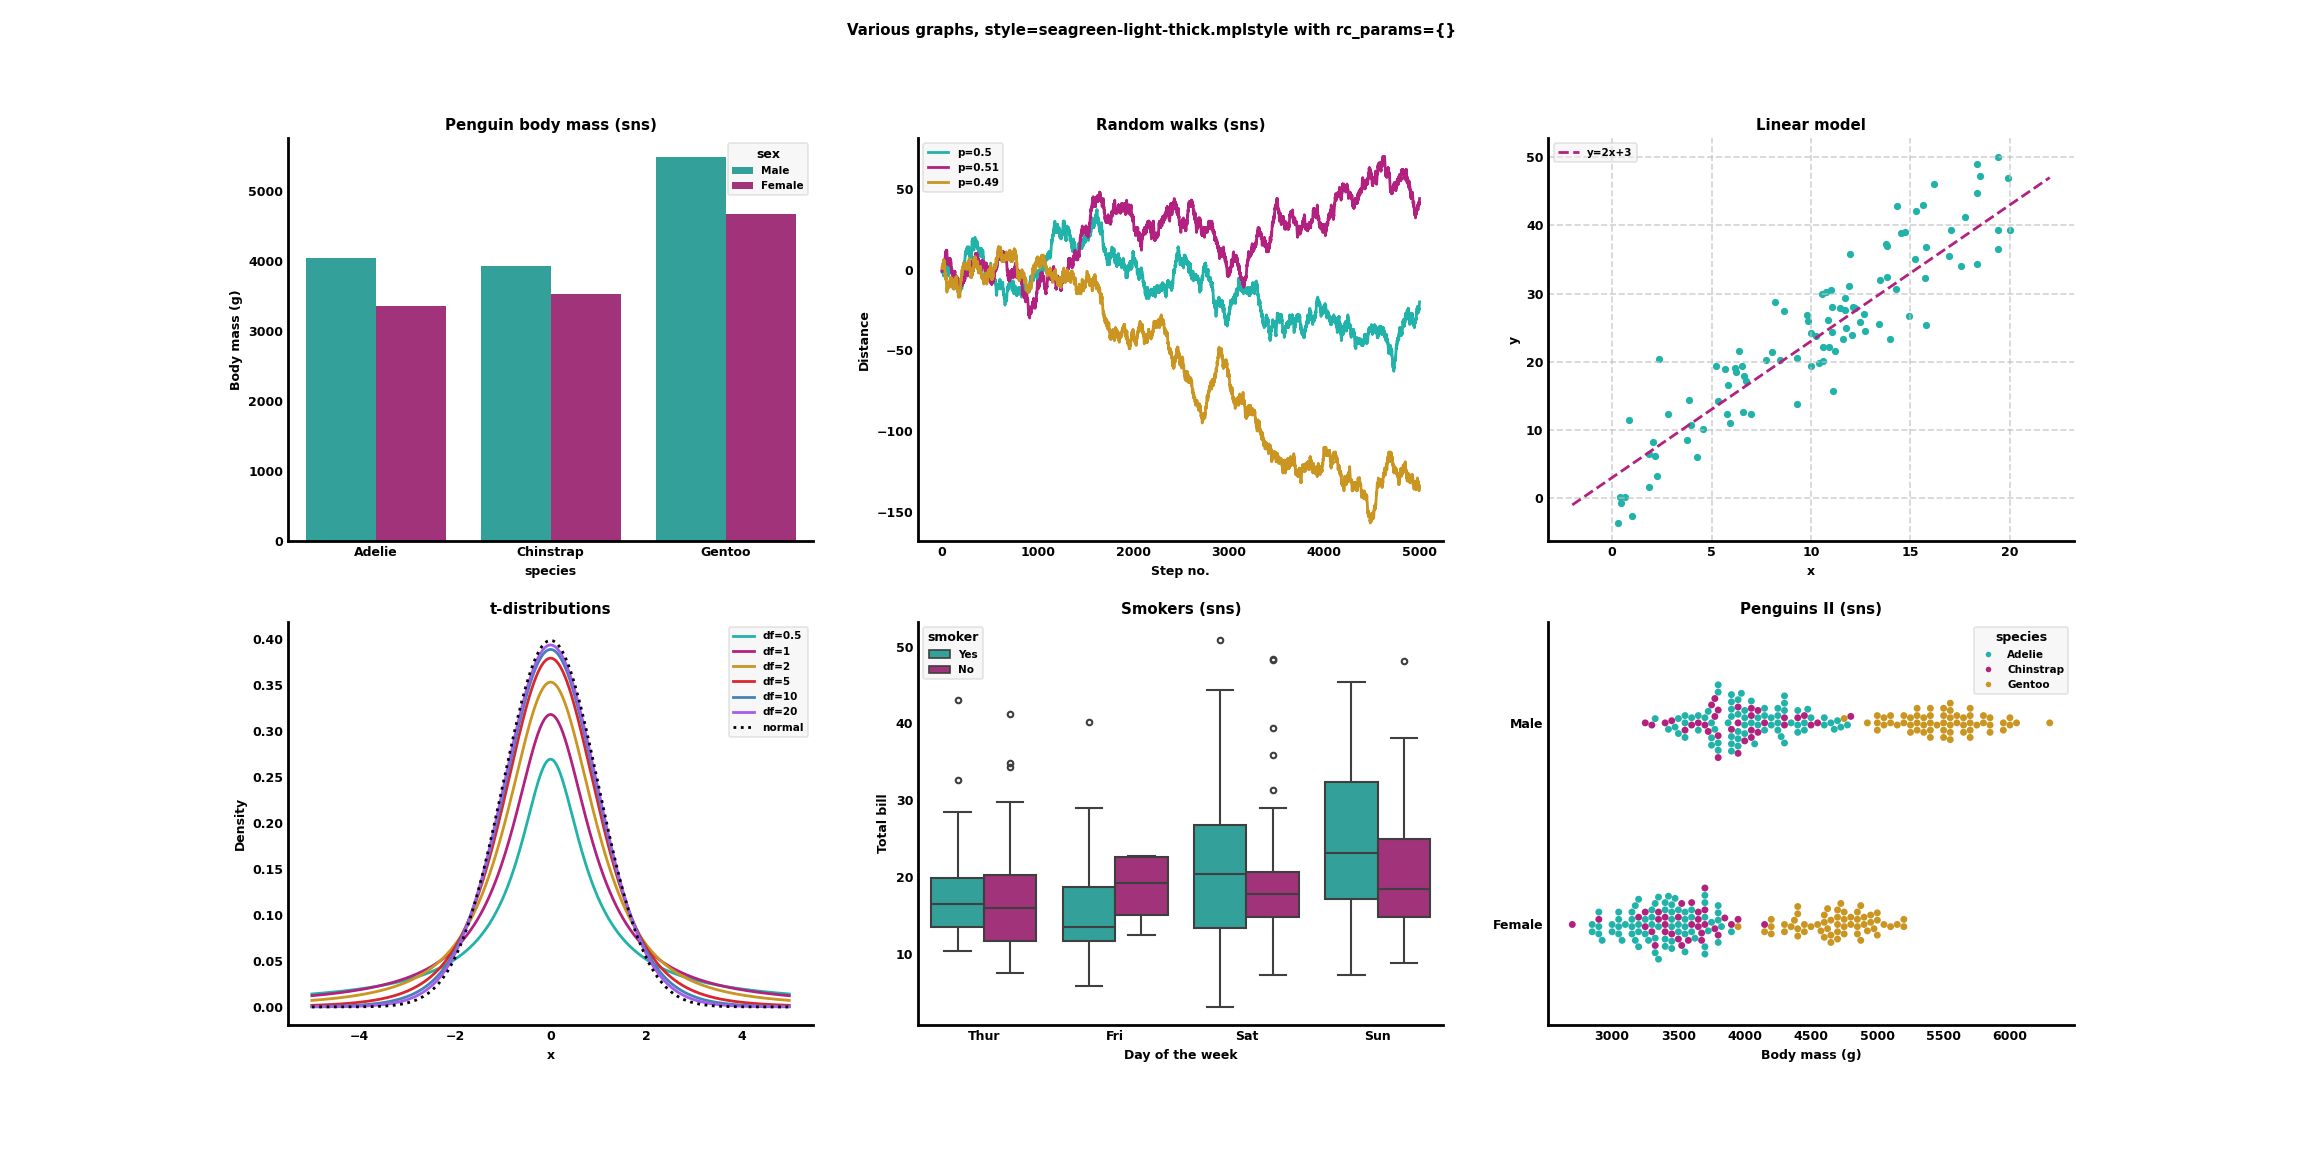 Various graphs, style=seagreen-light-thick.mplstyle with rc_params={}
Penguin body mass (sns)
sex
Male
Female
5000
4000
3000
2000
1000
0
Body mass (g)
Adelie
Chinstrap
Gentoo
species
Random walks (sns)
p=0.5
p=0.51
p=0.49
50
0
−50
−100
−150
Distance
0
1000
2000
3000
4000
5000
Step no.
Linear model
y=2x+3
50
40
30
20
10
0
y
0
5
10
15
20
x
t-distributions
df=0.5
df=1
df=2
df=5
df=10
df=20
normal
0.40
0.35
0.30
0.25
0.20
0.15
0.10
0.05
0.00
Density
−4
−2
0
2
4
x
Smokers (sns)
smoker
Yes
No
50
40
30
20
10
Total bill
Thur
Fri
Sat
Sun
Day of the week
Penguins II (sns)
species
Adelie
Chinstrap
Gentoo
Male
Female
3000
3500
4000
4500
5000
5500
6000
Body mass (g)